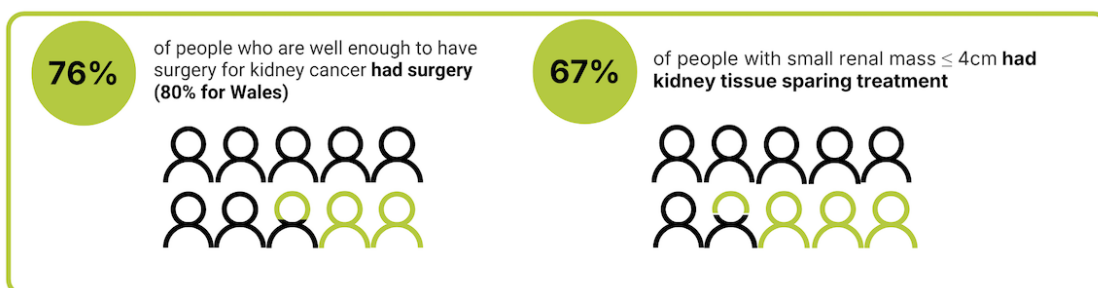 76%
of people who are well enough to have
surgery for kidney cancer had surgery
(80% for Wales)
67%
of people with small renal mass ≤ 4cm had
kidney tissue sparing treatment